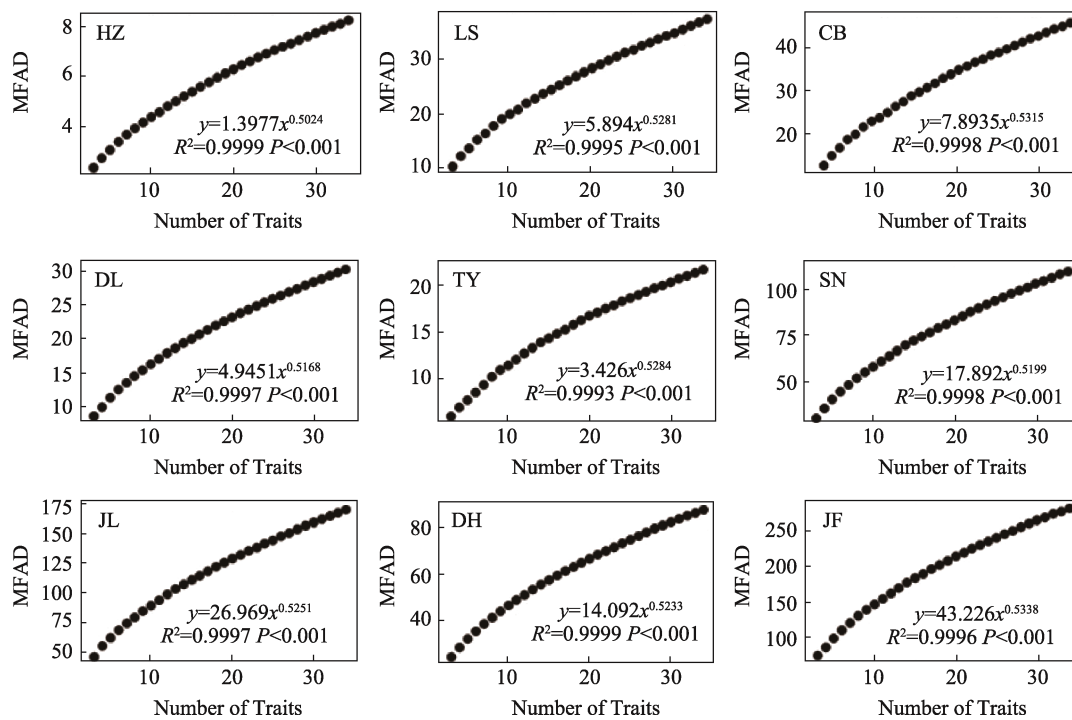 HZ
MFAD
8
6
4
y=1.3977x^0.5024
R²=0.9999 P<0.001
10 20 30
Number of Traits
LS
MFAD
30
20
10
y=5.894x^0.5281
R²=0.9995 P<0.001
10 20 30
Number of Traits
CB
MFAD
40
30
20
y=7.8935x^0.5315
R²=0.9998 P<0.001
10 20 30
Number of Traits
DL
MFAD
30
25
20
15
10
y=4.9451x^0.5168
R²=0.9997 P<0.001
10 20 30
Number of Traits
TY
MFAD
20
15
10
y=3.426x^0.5284
R²=0.9993 P<0.001
10 20 30
Number of Traits
SN
MFAD
100
75
50
y=17.892x^0.5199
R²=0.9998 P<0.001
10 20 30
Number of Traits
JL
MFAD
175
150
125
100
75
50
y=26.969x^0.5251
R²=0.9997 P<0.001
10 20 30
Number of Traits
DH
MFAD
80
60
40
y=14.092x^0.5233
R²=0.9999 P<0.001
10 20 30
Number of Traits
JF
MFAD
250
200
150
100
y=43.226x^0.5338
R²=0.9996 P<0.001
10 20 30
Number of Traits